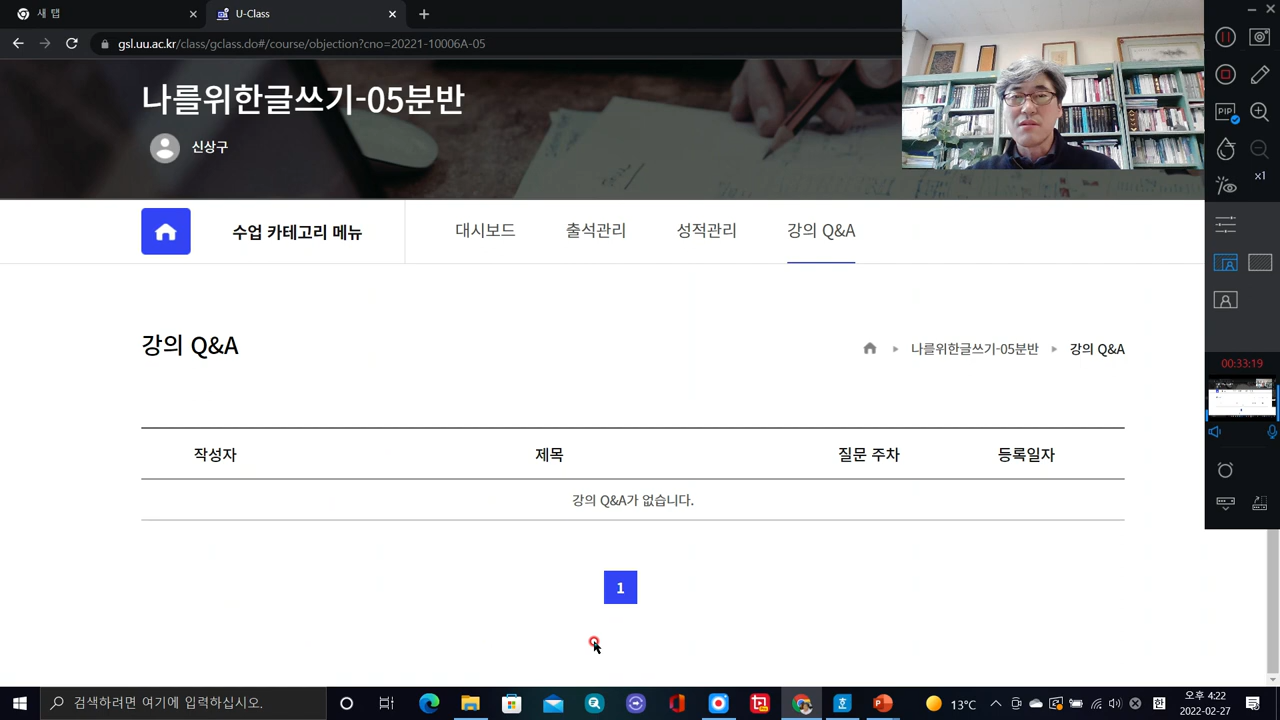 새 탭
U-Class
gsl.uu.ac.kr/class/gclass.do#/course/objection?cno=20221-10006A-05
나를위한글쓰기-05분반
신상구
PIP
x1
수업 카테고리 메뉴
대시보드
출석관리
성적관리
강의 Q&A
강의 Q&A
나를위한글쓰기-05분반
강의 Q&A
00:33:19
작성자
제목
질문 주차
등록일자
강의 Q&A가 없습니다.
1
검색하려면 여기에 입력하십시오.
13°C
한
오후 4:22
2022-02-27